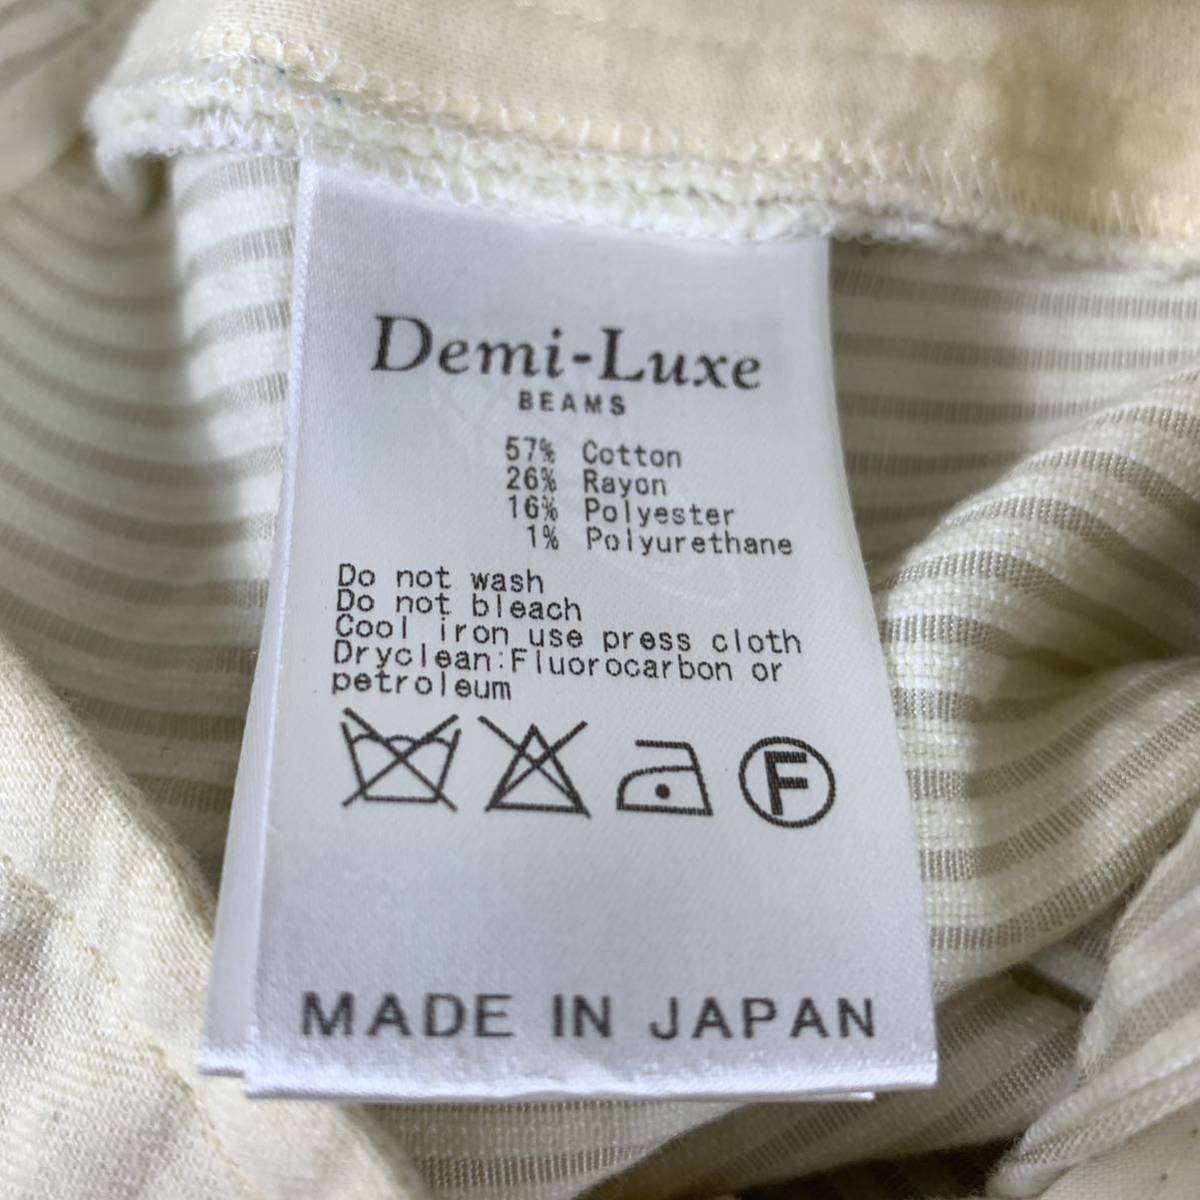 Demi-Luxe
BEAMS
57% Cotton
26% Rayon
16% Polyester
1% Polyurethane
Do not wash
Do not bleach
Cool iron use press cloth
Dryclean:Fluorocarbon or
petroleum
F
MADE IN JAPAN